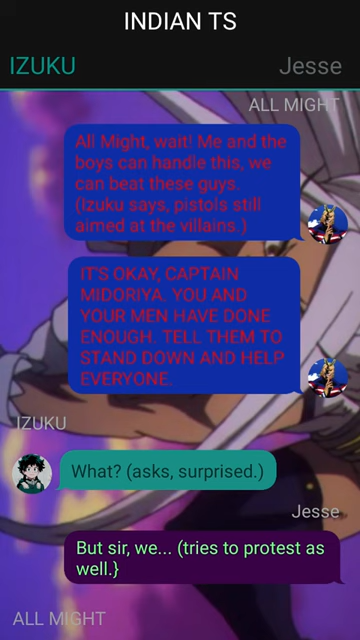 INDIAN TS
IZUKU
Jesse
ALL MIGHT
All Might, wait! Me and the
boys can handle this, we
can beat these guys.
(Izuku says, pistols still
aimed at the villains.)
IT'S OKAY, CAPTAIN
MIDORIYA. YOU AND
YOUR MEN HAVE DONE
ENOUGH. TELL THEM TO
STAND DOWN AND HELP
EVERYONE.
IZUKU
What? (asks, surprised.)
Jesse
But sir, we... (tries to protest as
well.}
ALL MIGHT